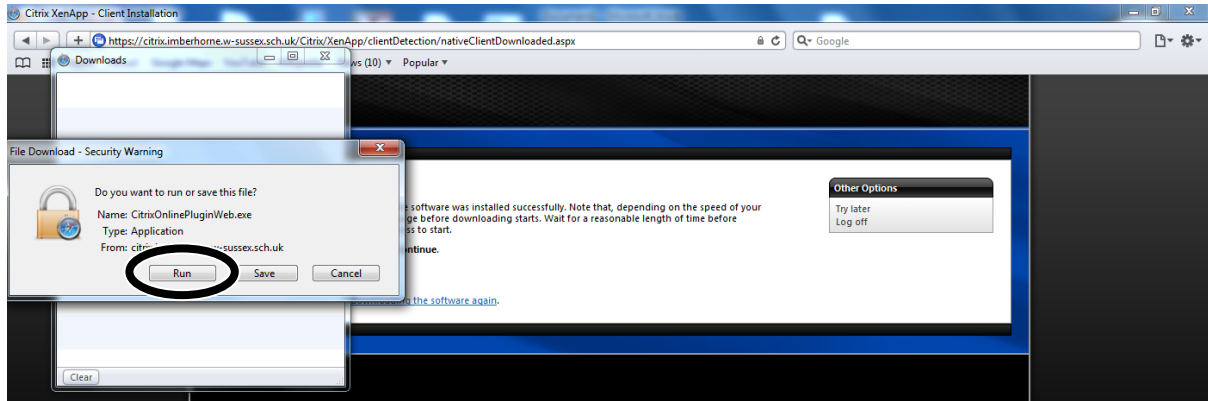 Citrix XenApp - Client Installation
https://citrix.imberhorne.w-sussex.sch.uk/Citrix/XenApp/clientDetection/nativeClientDownloaded.aspx
Google
Downloads
ws (10) ▾ Popular ▾
File Download - Security Warning
Do you want to run or save this file?
Name: CitrixOnlinePluginWeb.exe
Type: Application
From: citrix w-sussex.sch.uk
Run Save Cancel
software was installed successfully. Note that, depending on the speed of your
ge before downloading starts. Wait for a reasonable length of time before
ss to start.
ntinue.
the software again.
Other Options
Try later
Log off
Clear